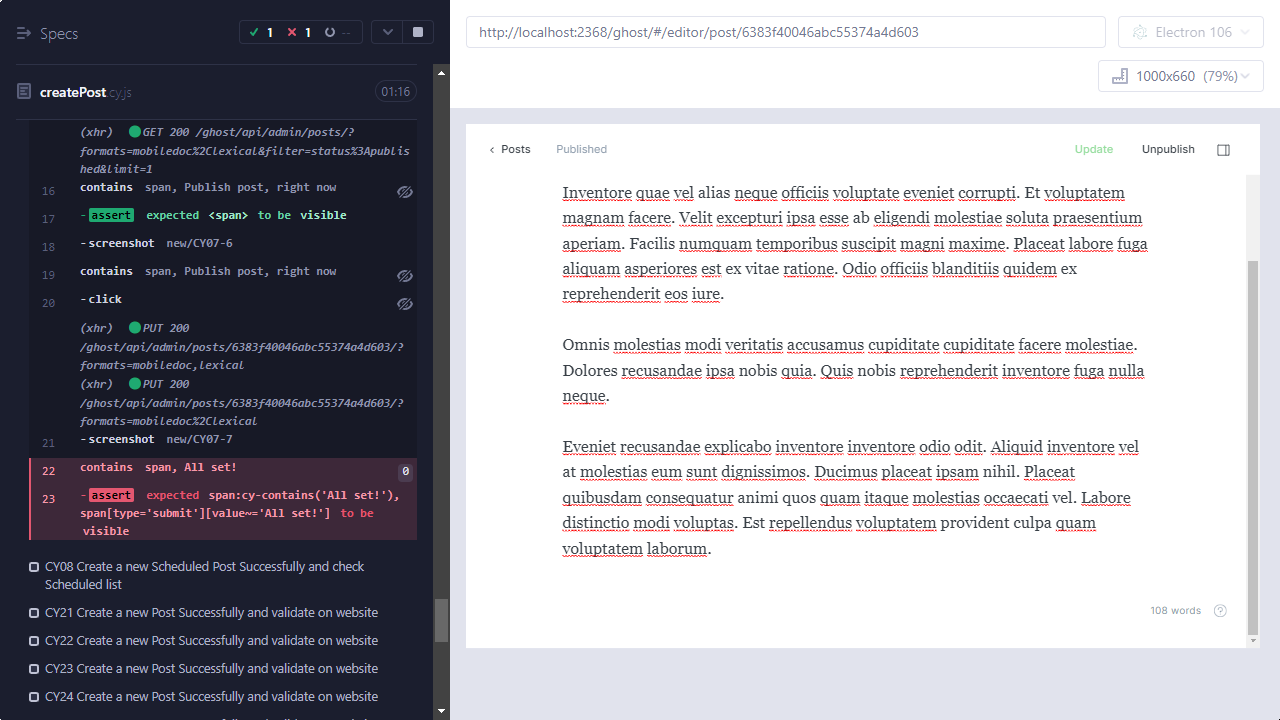 Specs
1
1
--
createPost.cy.js
01:16
(xhr) GET 200 /ghost/api/admin/posts/?
formats=mobiledoc%2Clexical&filter=status%3Apublis
hed&limit=1
16 contains span, Publish post, right now
17 -assert expected <span> to be visible
18 -screenshot new/CY07-6
19 contains span, Publish post, right now
20 -click
(xhr) PUT 200
/ghost/api/admin/posts/6383f40046abc55374a4d603/?
formats=mobiledoc,lexical
(xhr) PUT 200
/ghost/api/admin/posts/6383f40046abc55374a4d603/?
formats=mobiledoc%2Clexical
21 -screenshot new/CY07-7
22 contains span, All set! 0
23 -assert expected span:cy-contains('All set!'),
span[type='submit'][value~='All set!'] to be
visible
CY08 Create a new Scheduled Post Successfully and check
Scheduled list
CY21 Create a new Post Successfully and validate on website
CY22 Create a new Post Successfully and validate on website
CY23 Create a new Post Successfully and validate on website
CY24 Create a new Post Successfully and validate on website
http://localhost:2368/ghost/#/editor/post/6383f40046abc55374a4d603
Electron 106
1000x660 (79%)
Posts
Published
Update
Unpublish
Inventore quae vel alias neque officiis voluptate eveniet corrupti. Et voluptatem
magnam facere. Velit excepturi ipsa esse ab eligendi molestiae soluta praesentium
aperiam. Facilis numquam temporibus suscipit magni maxime. Placeat labore fuga
aliquam asperiores est ex vitae ratione. Odio officiis blanditiis quidem ex
reprehenderit eos iure.
Omnis molestias modi veritatis accusamus cupiditate cupiditate facere molestiae.
Dolores recusandae ipsa nobis quia. Quis nobis reprehenderit inventore fuga nulla
neque.
Eveniet recusandae explicabo inventore inventore odio odit. Aliquid inventore vel
at molestias eum sunt dignissimos. Ducimus placeat ipsam nihil. Placeat
quibusdam consequatur animi quos quam itaque molestias occaecati vel. Labore
distinctio modi voluptas. Est repellendus voluptatem provident culpa quam
voluptatem laborum.
108 words
?